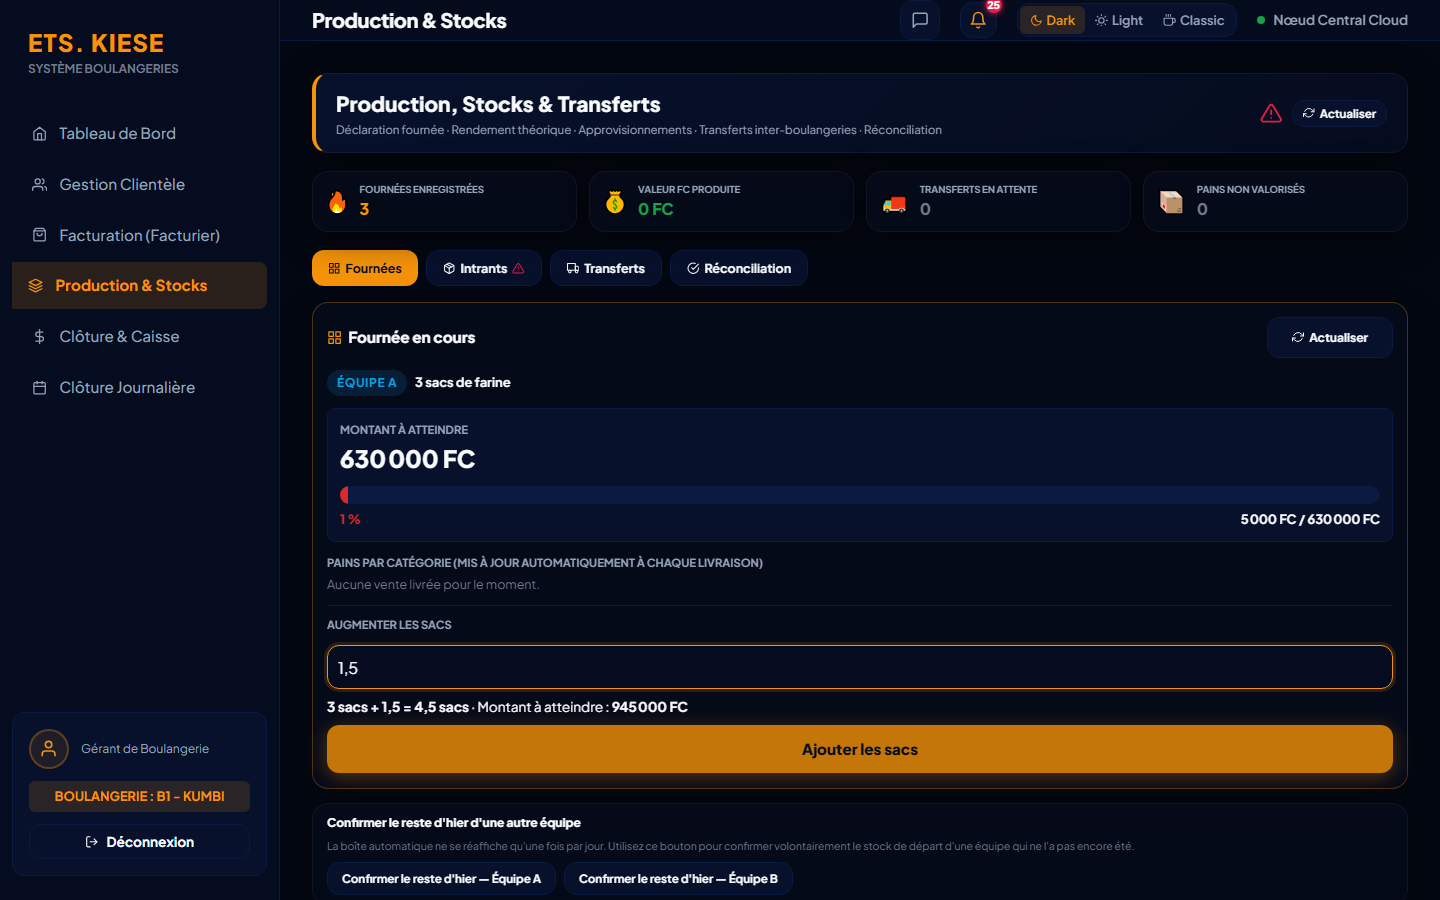 ETS. KIESE
SYSTÈME BOULANGERIES
Tableau de Bord
Gestion Clientèle
Facturation (Facturier)
Production & Stocks
Clôture & Caisse
Clôture Journalière
Gérant de Boulangerie
BOULANGERIE : B1 - KUMBI
Déconnexion
Production & Stocks
25
Dark
Light
Classic
Nœud Central Cloud
Production, Stocks & Transferts
Déclaration fournée · Rendement théorique · Approvisionnements · Transferts inter-boulangeries · Réconciliation
Actualiser
FOURNÉES ENREGISTRÉES
3
VALEUR FC PRODUITE
0 FC
TRANSFERTS EN ATTENTE
0
PAINS NON VALORISÉS
0
Fournées
Intrants
Transferts
Réconciliation
Fournée en cours
Actualiser
ÉQUIPE A
3 sacs de farine
MONTANT À ATTEINDRE
630 000 FC
1 %
5 000 FC / 630 000 FC
PAINS PAR CATÉGORIE (MIS À JOUR AUTOMATIQUEMENT À CHAQUE LIVRAISON)
Aucune vente livrée pour le moment.
AUGMENTER LES SACS
1,5
3 sacs + 1,5 = 4,5 sacs · Montant à atteindre : 945 000 FC
Ajouter les sacs
Confirmer le reste d'hier d'une autre équipe
La boîte automatique ne se réaffiche qu'une fois par jour. Utilisez ce bouton pour confirmer volontairement le stock de départ d'une équipe qui ne l'a pas encore été.
Confirmer le reste d'hier — Équipe A
Confirmer le reste d'hier — Équipe B